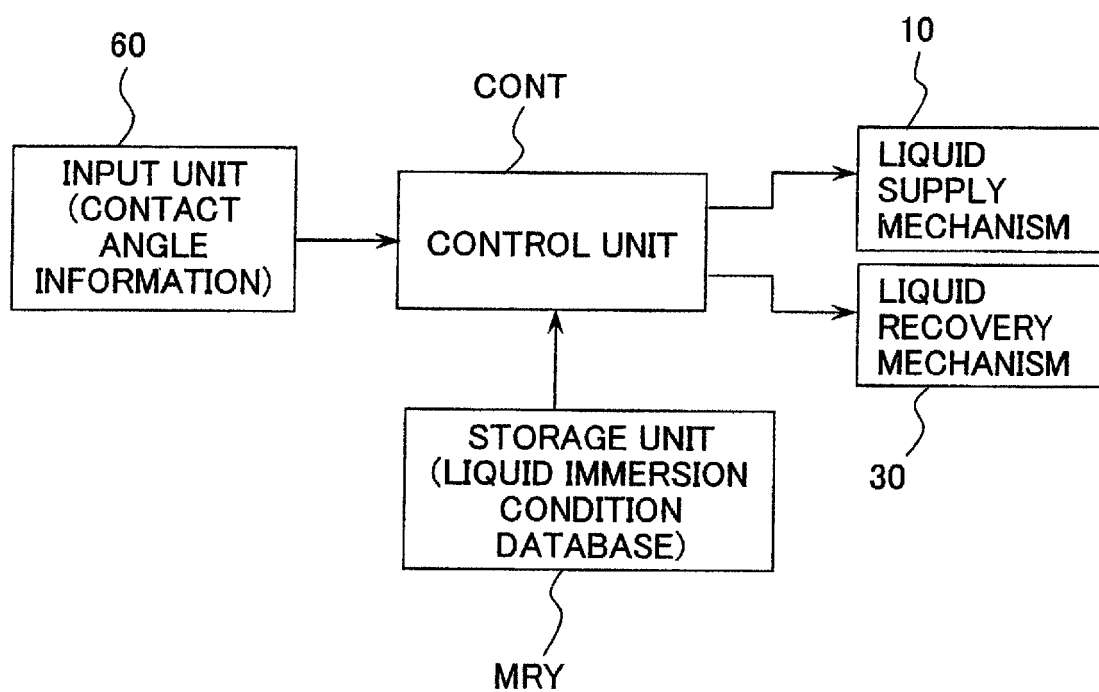 60
10
CONT
INPUT UNIT
(CONTACT
ANGLE
INFORMATION)
CONTROL UNIT
LIQUID
SUPPLY
MECHANISM
LIQUID
RECOVERY
MECHANISM
30
STORAGE UNIT
(LIQUID IMMERSION
CONDITION
DATABASE)
MRY